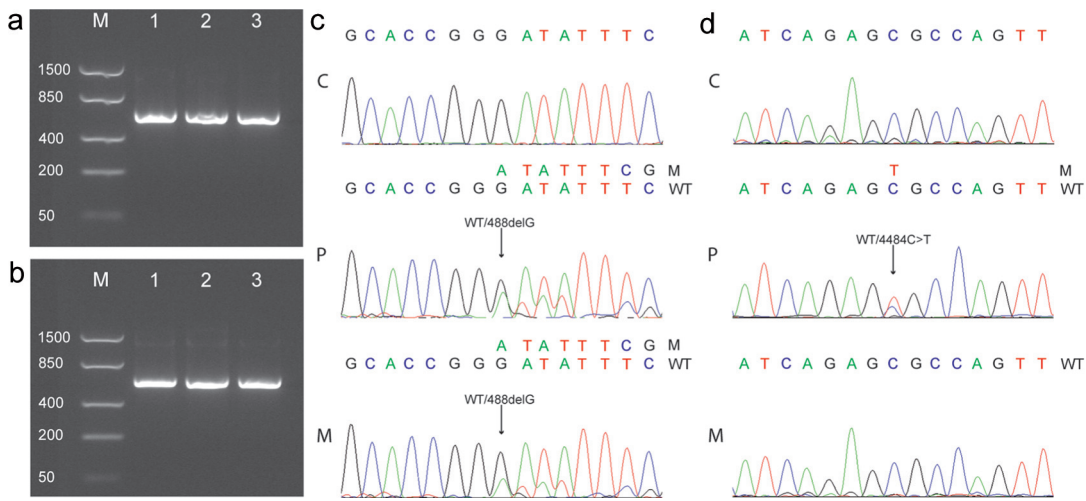 a
M 1 2 3
1500
850
400
200
50
b
M 1 2 3
1500
850
400
200
50
c
G C A C C G G G A T A T T T C
C
A T A T T T C G M
G C A C C G G G A T A T T T C WT
WT/488delG
P
A T A T T T C G M
G C A C C G G G A T A T T T C WT
WT/488delG
M
d
A T C A G A G C G C C A G T T
C
T M
A T C A G A G C G C C A G T T WT
WT/4484C>T
P
A T C A G A G C G C C A G T T WT
M